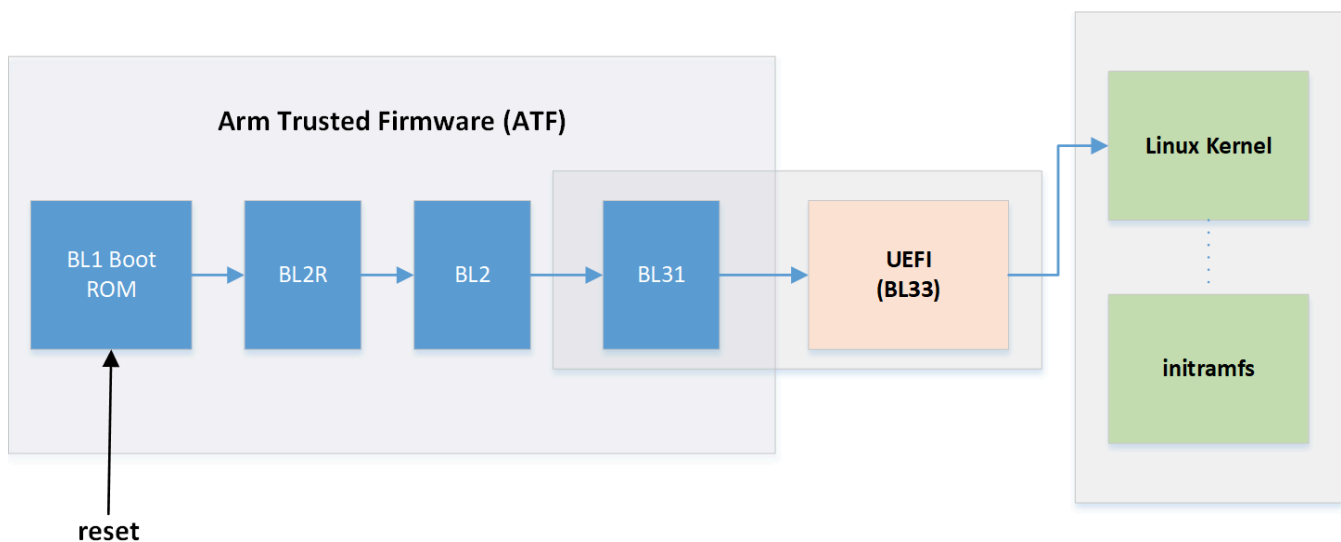 Arm Trusted Firmware (ATF)
BL1 Boot
ROM
BL2R
BL2
BL31
UEFI
(BL33)
Linux Kernel
initramfs
reset